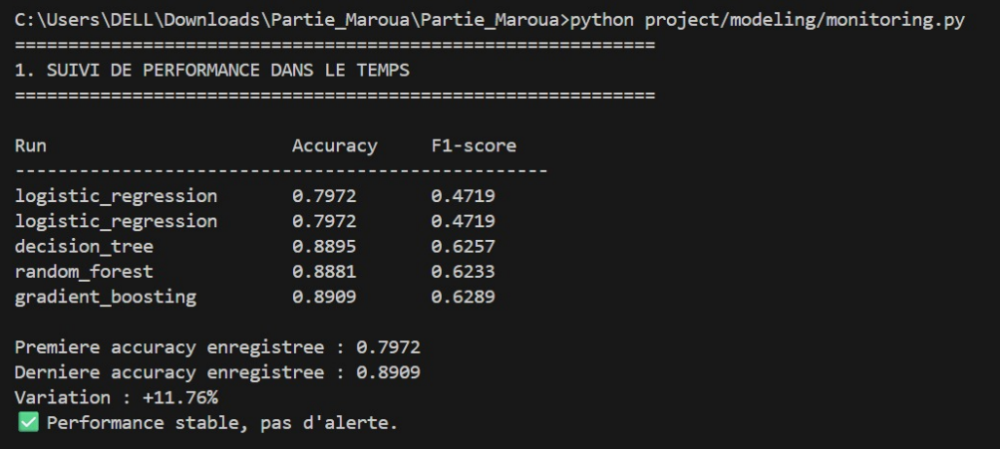 C:\Users\DELL\Downloads\Partie_Maroua\Partie_Maroua>python project/modeling/monitoring.py
============================================================
1. SUIVI DE PERFORMANCE DANS LE TEMPS
============================================================
Run Accuracy F1-score
--------------------------------------------------
logistic_regression 0.7972 0.4719
logistic_regression 0.7972 0.4719
decision_tree 0.8895 0.6257
random_forest 0.8881 0.6233
gradient_boosting 0.8909 0.6289
Premiere accuracy enregistree : 0.7972
Derniere accuracy enregistree : 0.8909
Variation : +11.76%
✅ Performance stable, pas d'alerte.